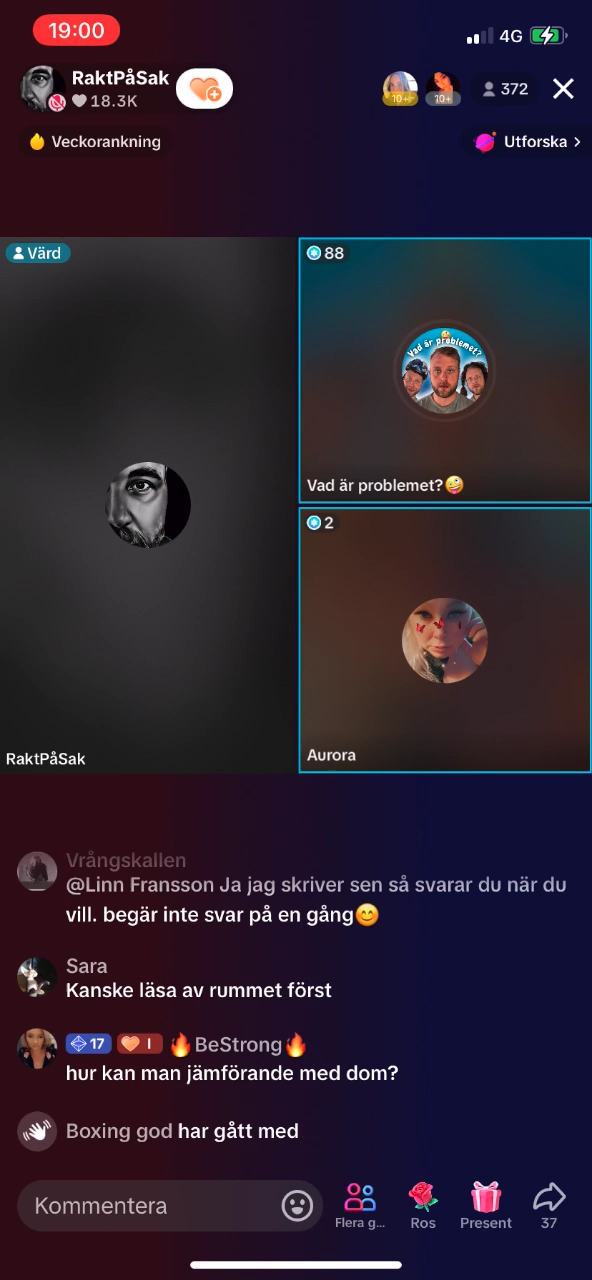 19:00
4G
RaktPåSak
18.3K
10+
10+
372
Veckorankning
Utforska >
Värd
88
Vad är problemet?
Vad är problemet?🤪
2
RaktPåSak
Aurora
Vrångskallen
@Linn Fransson Ja jag skriver sen så svarar du när du
vill. begär inte svar på en gång😊
Sara
Kanske läsa av rummet först
17 I 🔥BeStrong🔥
hur kan man jämförande med dom?
Boxing god har gått med
Kommentera
Flera g...
Ros
Present
37